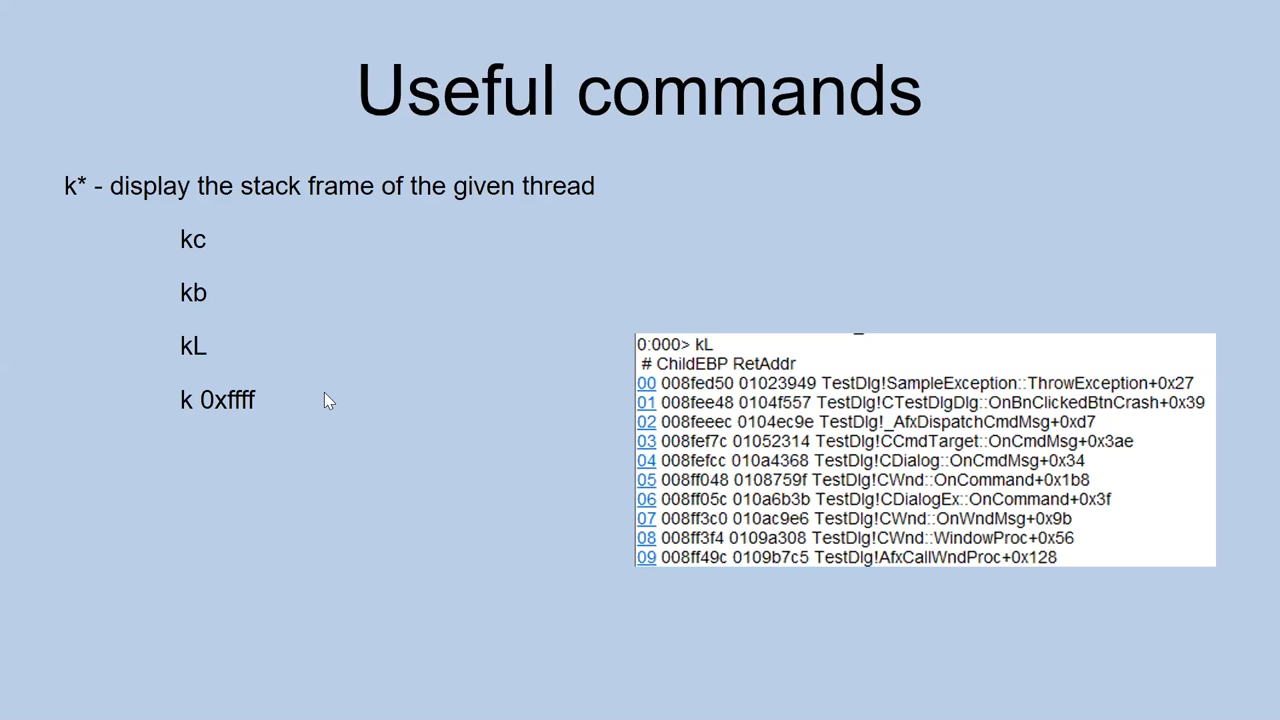 Useful commands
k* - display the stack frame of the given thread
kc
kb
kL
k 0xffff
0:000> kL
# ChildEBP RetAddr
00 008fed50 01023949 TestDlg!SampleException::ThrowException+0x27
01 008fee48 0104f557 TestDlg!CTestDlgDlg::OnBnClickedBtnCrash+0x39
02 008feeec 0104ec9e TestDlg!_AfxDispatchCmdMsg+0xd7
03 008fef7c 01052314 TestDlg!CCmdTarget::OnCmdMsg+0x3ae
04 008fefcc 010a4368 TestDlg!CDialog::OnCmdMsg+0x34
05 008ff048 0108759f TestDlg!CWnd::OnCommand+0x1b8
06 008ff05c 010a6b3b TestDlg!CDialogEx::OnCommand+0x3f
07 008ff3c0 010ac9e6 TestDlg!CWnd::OnWndMsg+0x9b
08 008ff3f4 0109a308 TestDlg!CWnd::WindowProc+0x56
09 008ff49c 0109b7c5 TestDlg!AfxCallWndProc+0x128